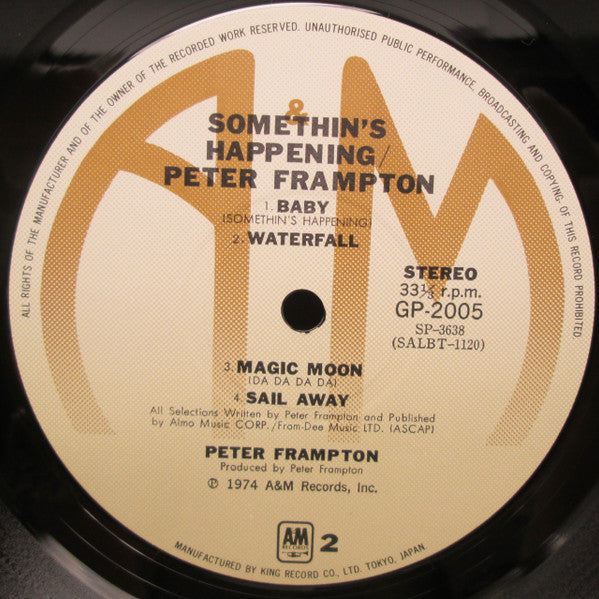 ALL RIGHTS OF THE MANUFACTURER AND OF THE OWNER OF THE RECORDED WORK RESERVED. UNAUTHORISED PUBLIC PERFORMANCE, BROADCASTING AND COPYING OF THIS RECORD PROHIBITED
A&M
SOMETHIN'S
HAPPENING/
PETER FRAMPTON
1. BABY
(SOMETHIN'S HAPPENING)
2. WATERFALL
STEREO
33⅓ r.p.m.
GP-2005
SP-3638
(SALBT-1120)
3. MAGIC MOON
(DA DA DA DA)
4. SAIL AWAY
All Selections Written by Peter Frampton and Published
by Almo Music CORP./From-Dee Music LTD. (ASCAP)
PETER FRAMPTON
Produced by Peter Frampton
℗ 1974 A&M Records, Inc.
AM
RECORDS
2
MANUFACTURED BY KING RECORD CO., LTD. TOKYO, JAPAN